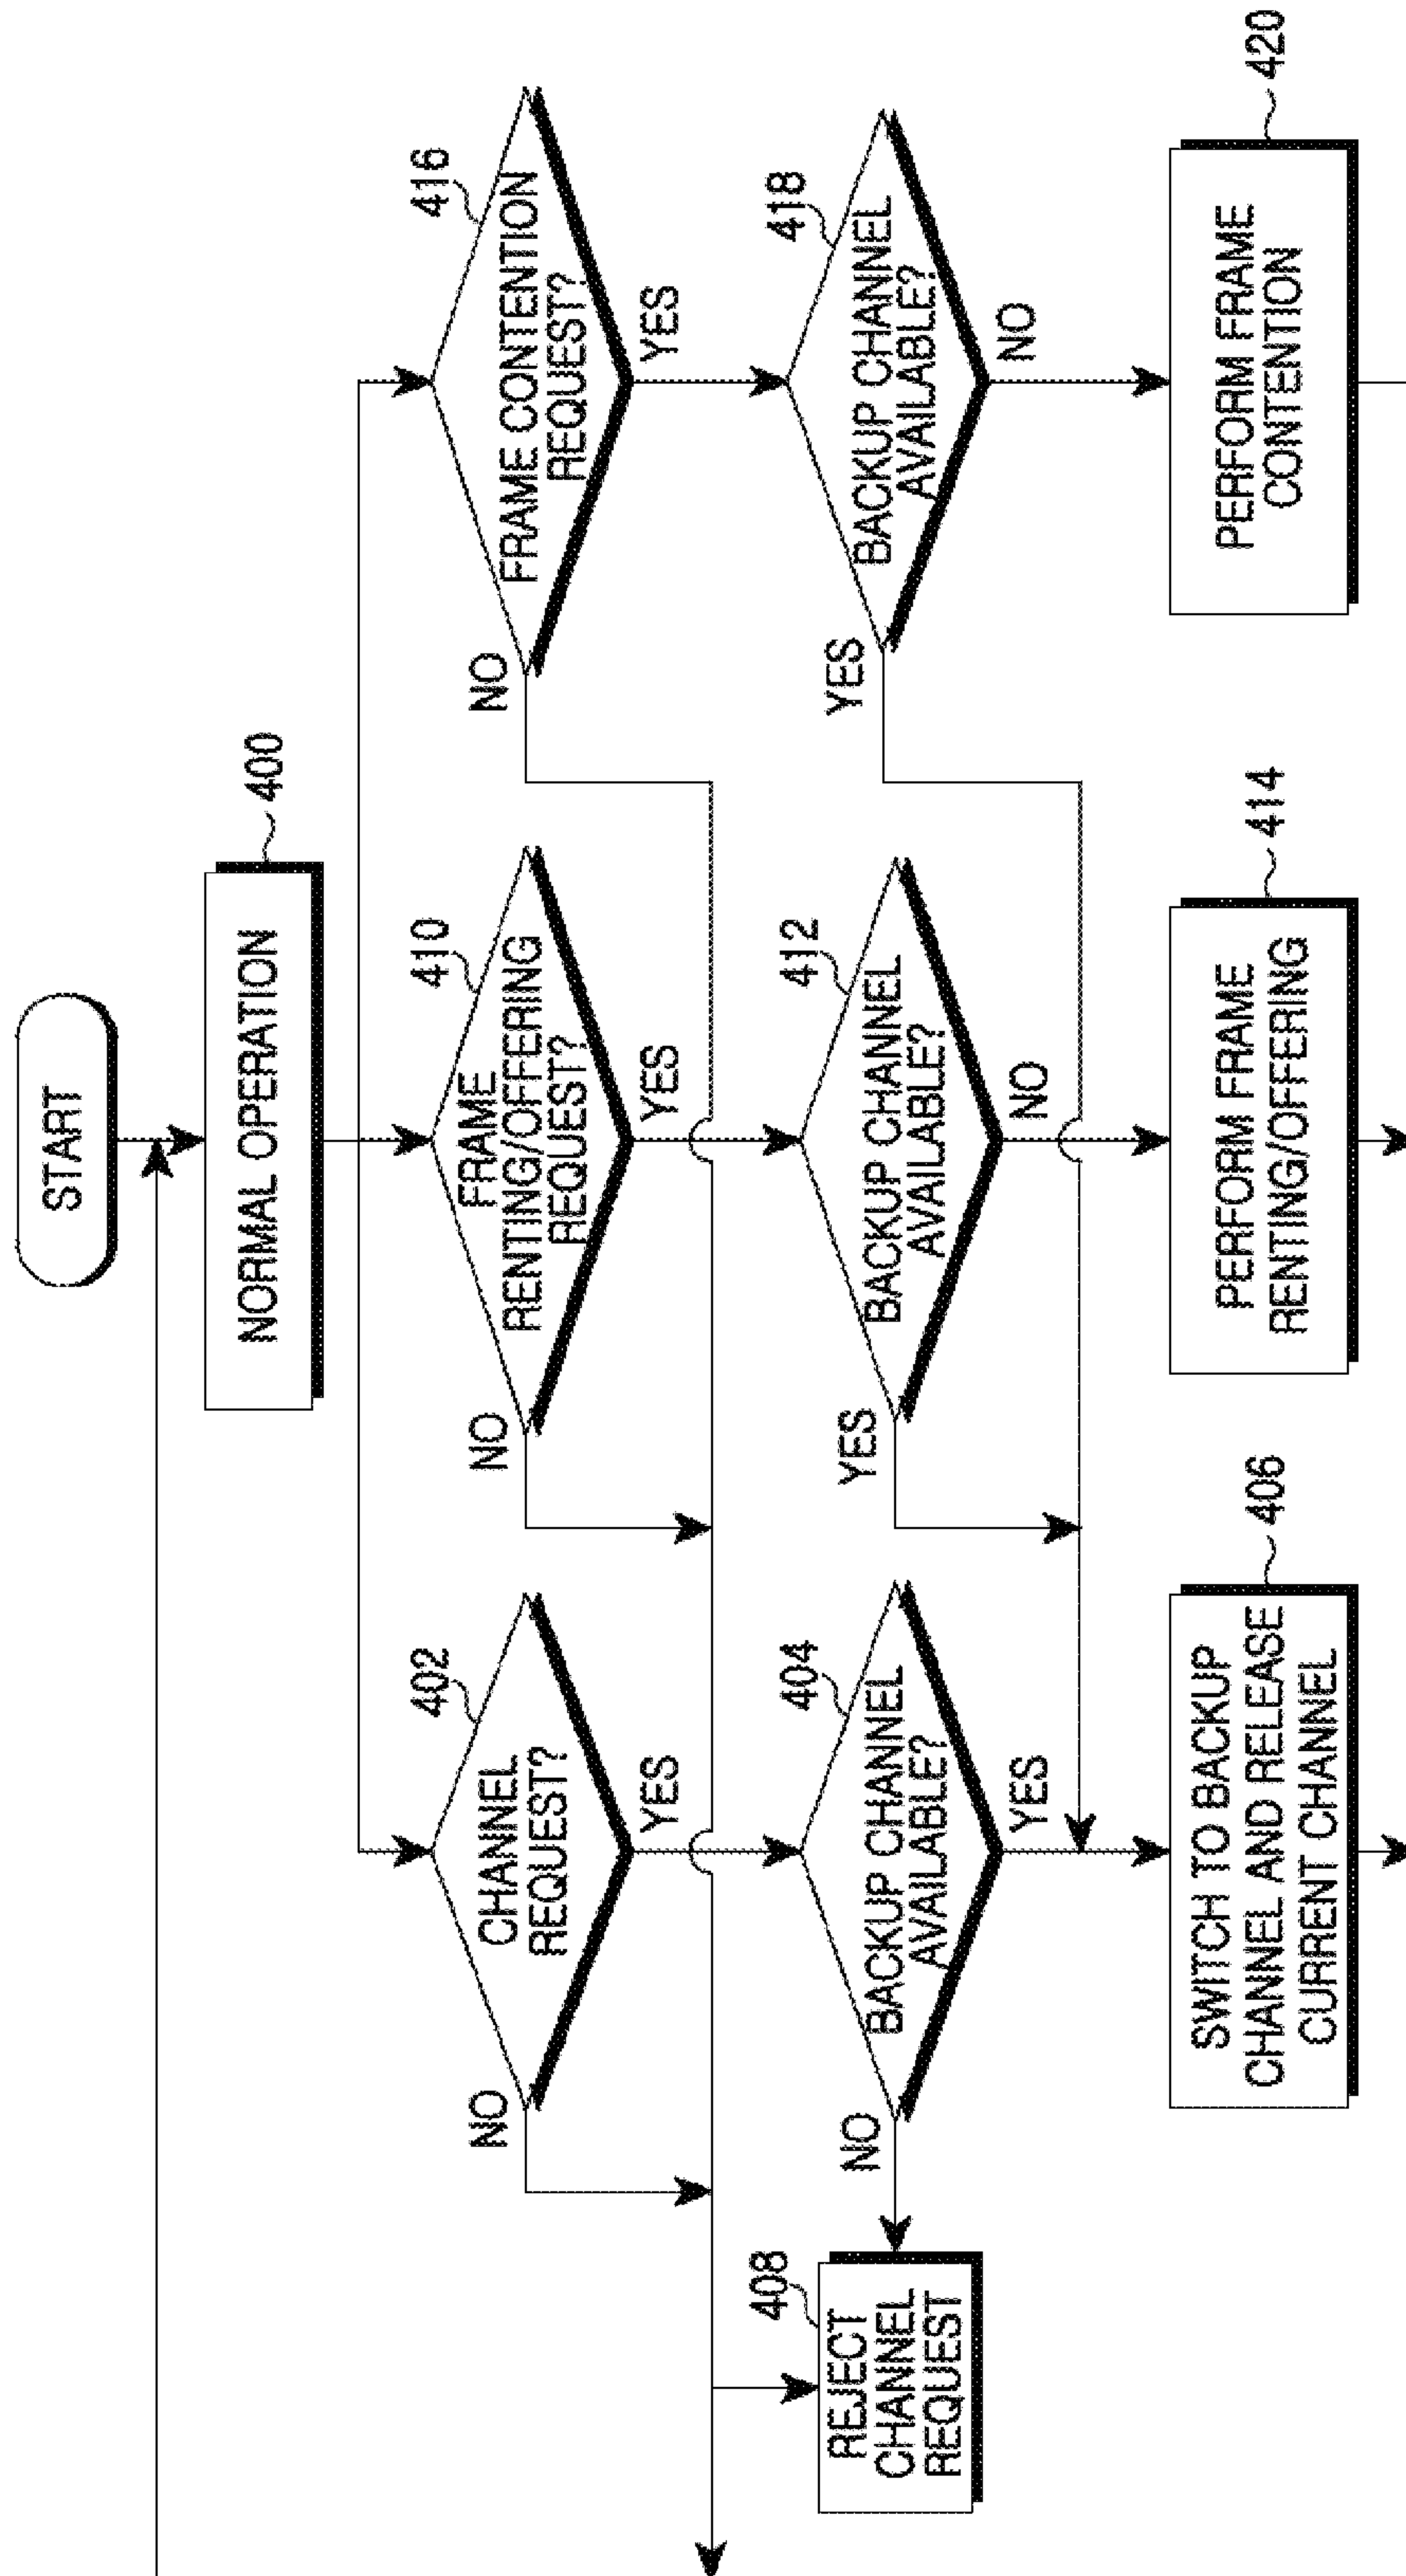 START
NORMAL OPERATION
400
CHANNEL
REQUEST?
402
NO
YES
FRAME
RENTING/OFFERING
REQUEST?
410
NO
YES
FRAME CONTENTION
REQUEST?
416
NO
YES
REJECT
CHANNEL
REQUEST
408
BACKUP CHANNEL
AVAILABLE?
404
NO
YES
BACKUP CHANNEL
AVAILABLE?
412
YES
NO
BACKUP CHANNEL
AVAILABLE?
418
YES
NO
SWITCH TO BACKUP
CHANNEL AND RELEASE
CURRENT CHANNEL
406
PERFORM FRAME
RENTING/OFFERING
414
PERFORM FRAME
CONTENTION
420